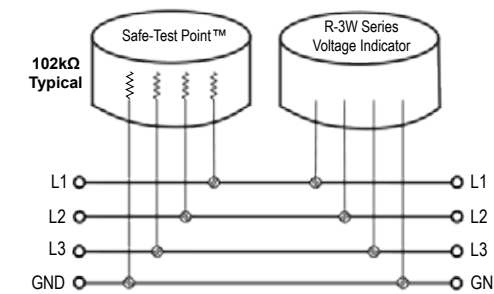 Safe-Test Point™
R-3W Series
Voltage Indicator
102kΩ
Typical
L1
L1
L2
L2
L3
L3
GND
GN